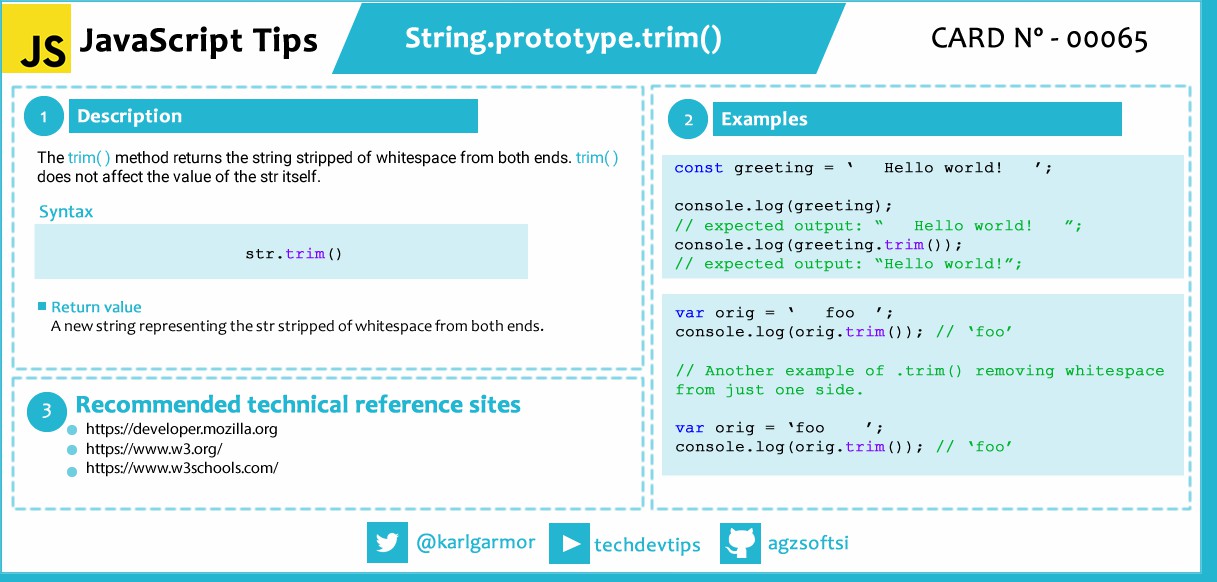 JS JavaScript Tips
String.prototype.trim()
CARD Nº - 00065
1 Description
The trim( ) method returns the string stripped of whitespace from both ends. trim( )
does not affect the value of the str itself.
Syntax
str.trim()
Return value
A new string representing the str stripped of whitespace from both ends.
2 Examples
const greeting = ‘   Hello world!   ’;
console.log(greeting);
// expected output: “   Hello world!   ”;
console.log(greeting.trim());
// expected output: “Hello world!”;
var orig = ‘   foo  ’;
console.log(orig.trim()); // ‘foo’
// Another example of .trim() removing whitespace
from just one side.
var orig = ‘foo    ’;
console.log(orig.trim()); // ‘foo’
3 Recommended technical reference sites
https://developer.mozilla.org
https://www.w3.org/
https://www.w3schools.com/
@karlgarmor
techdevtips
agzsoftsi